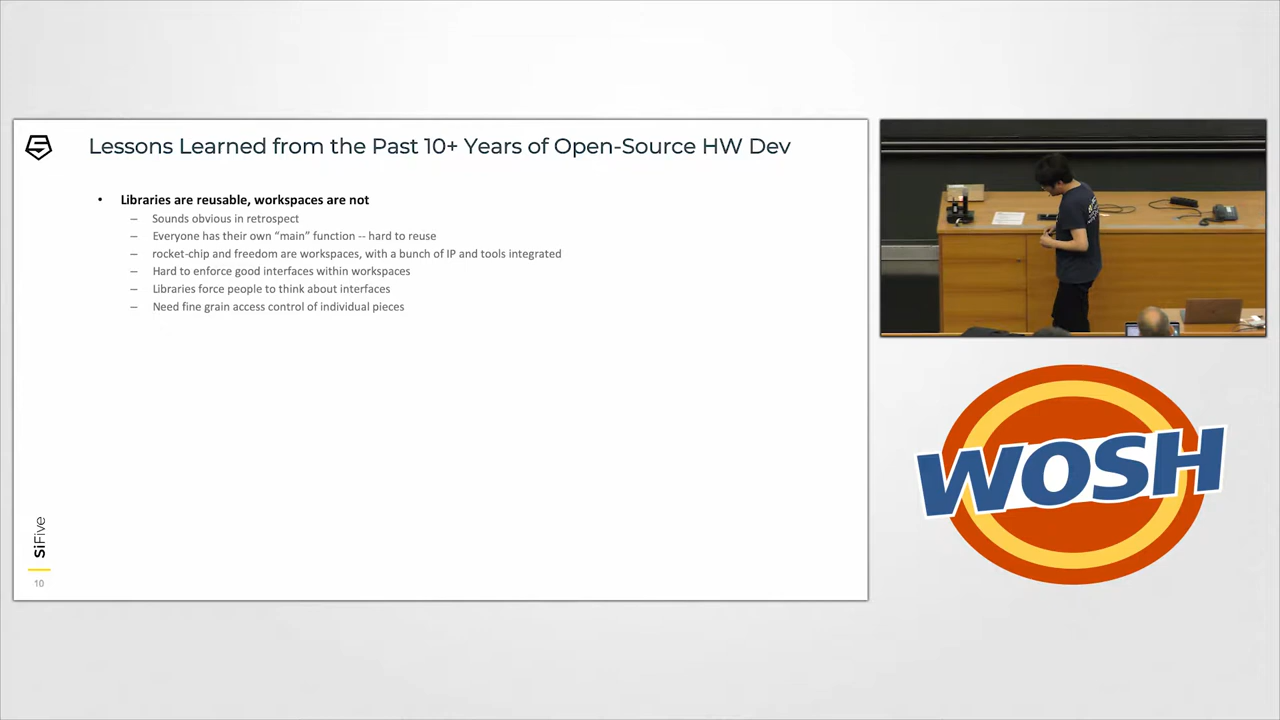 Lessons Learned from the Past 10+ Years of Open-Source HW Dev
• Libraries are reusable, workspaces are not
– Sounds obvious in retrospect
– Everyone has their own “main” function -- hard to reuse
– rocket-chip and freedom are workspaces, with a bunch of IP and tools integrated
– Hard to enforce good interfaces within workspaces
– Libraries force people to think about interfaces
– Need fine grain access control of individual pieces
SiFive
10
WOSH